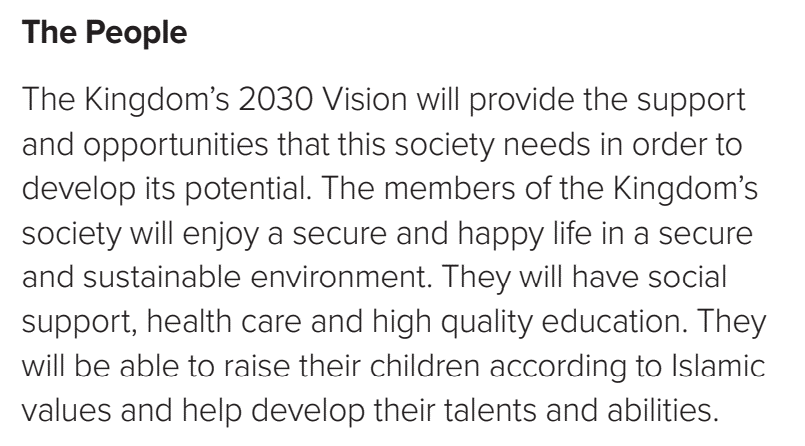 The People
The Kingdom’s 2030 Vision will provide the support
and opportunities that this society needs in order to
develop its potential. The members of the Kingdom’s
society will enjoy a secure and happy life in a secure
and sustainable environment. They will have social
support, health care and high quality education. They
will be able to raise their children according to Islamic
values and help develop their talents and abilities.